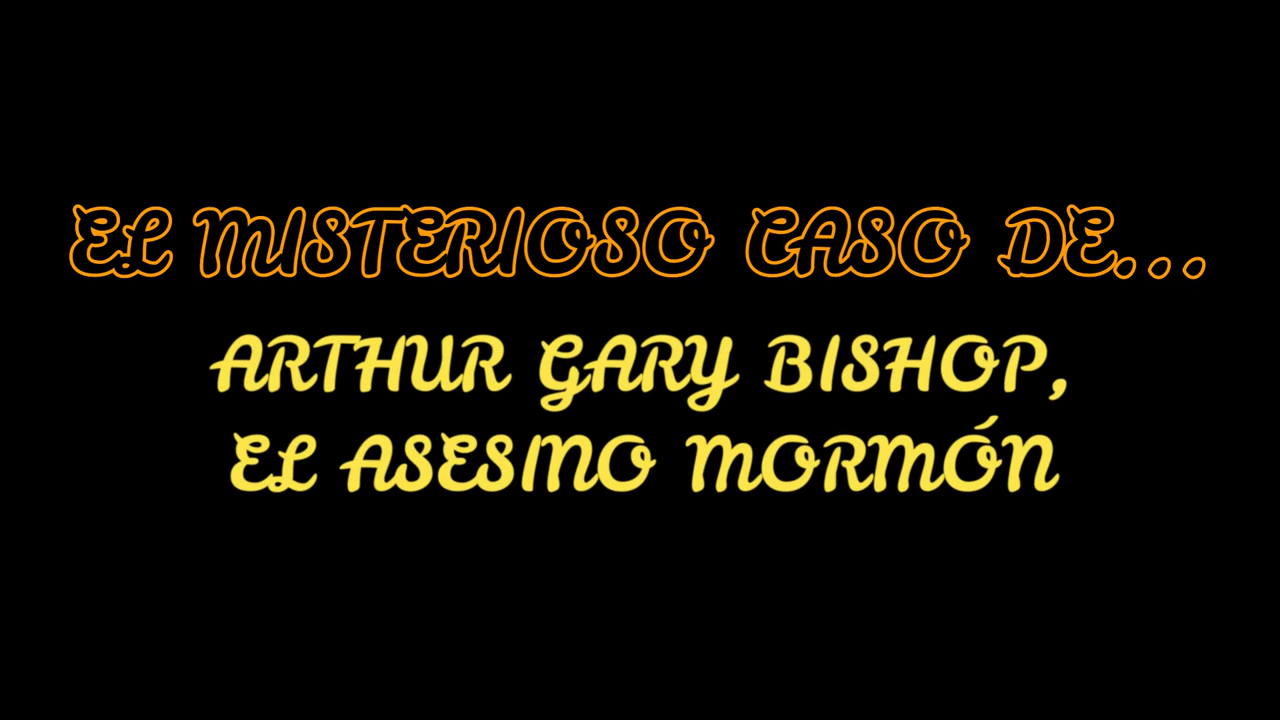 EL MISTERIOSO CASO DE...
ARTHUR GARY BISHOP,
EL ASESINO MORMÓN